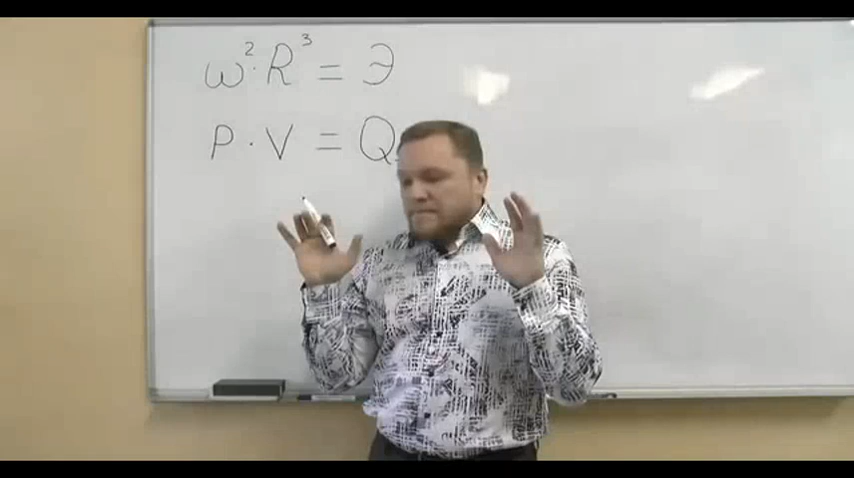 ω²·R³ = Э
P·V = Q